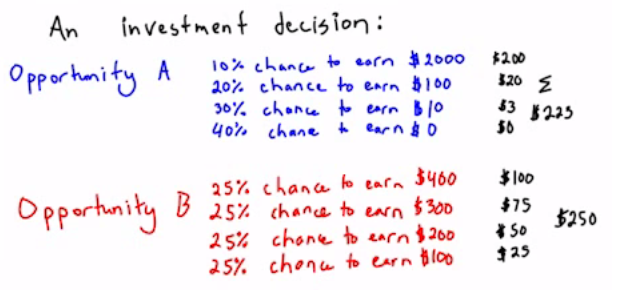 An investment decision:
Opportunity A
10% chance to earn $2000 $200
20% chance to earn $100 $20 Σ
30% chance to earn $10 $3 $223
40% chane to earn $0 $0
Opportunity B
25% chance to earn $400 $100
25% chance to earn $300 $75
25% chance to earn $200 $50 $250
25% chance to earn $100 $25